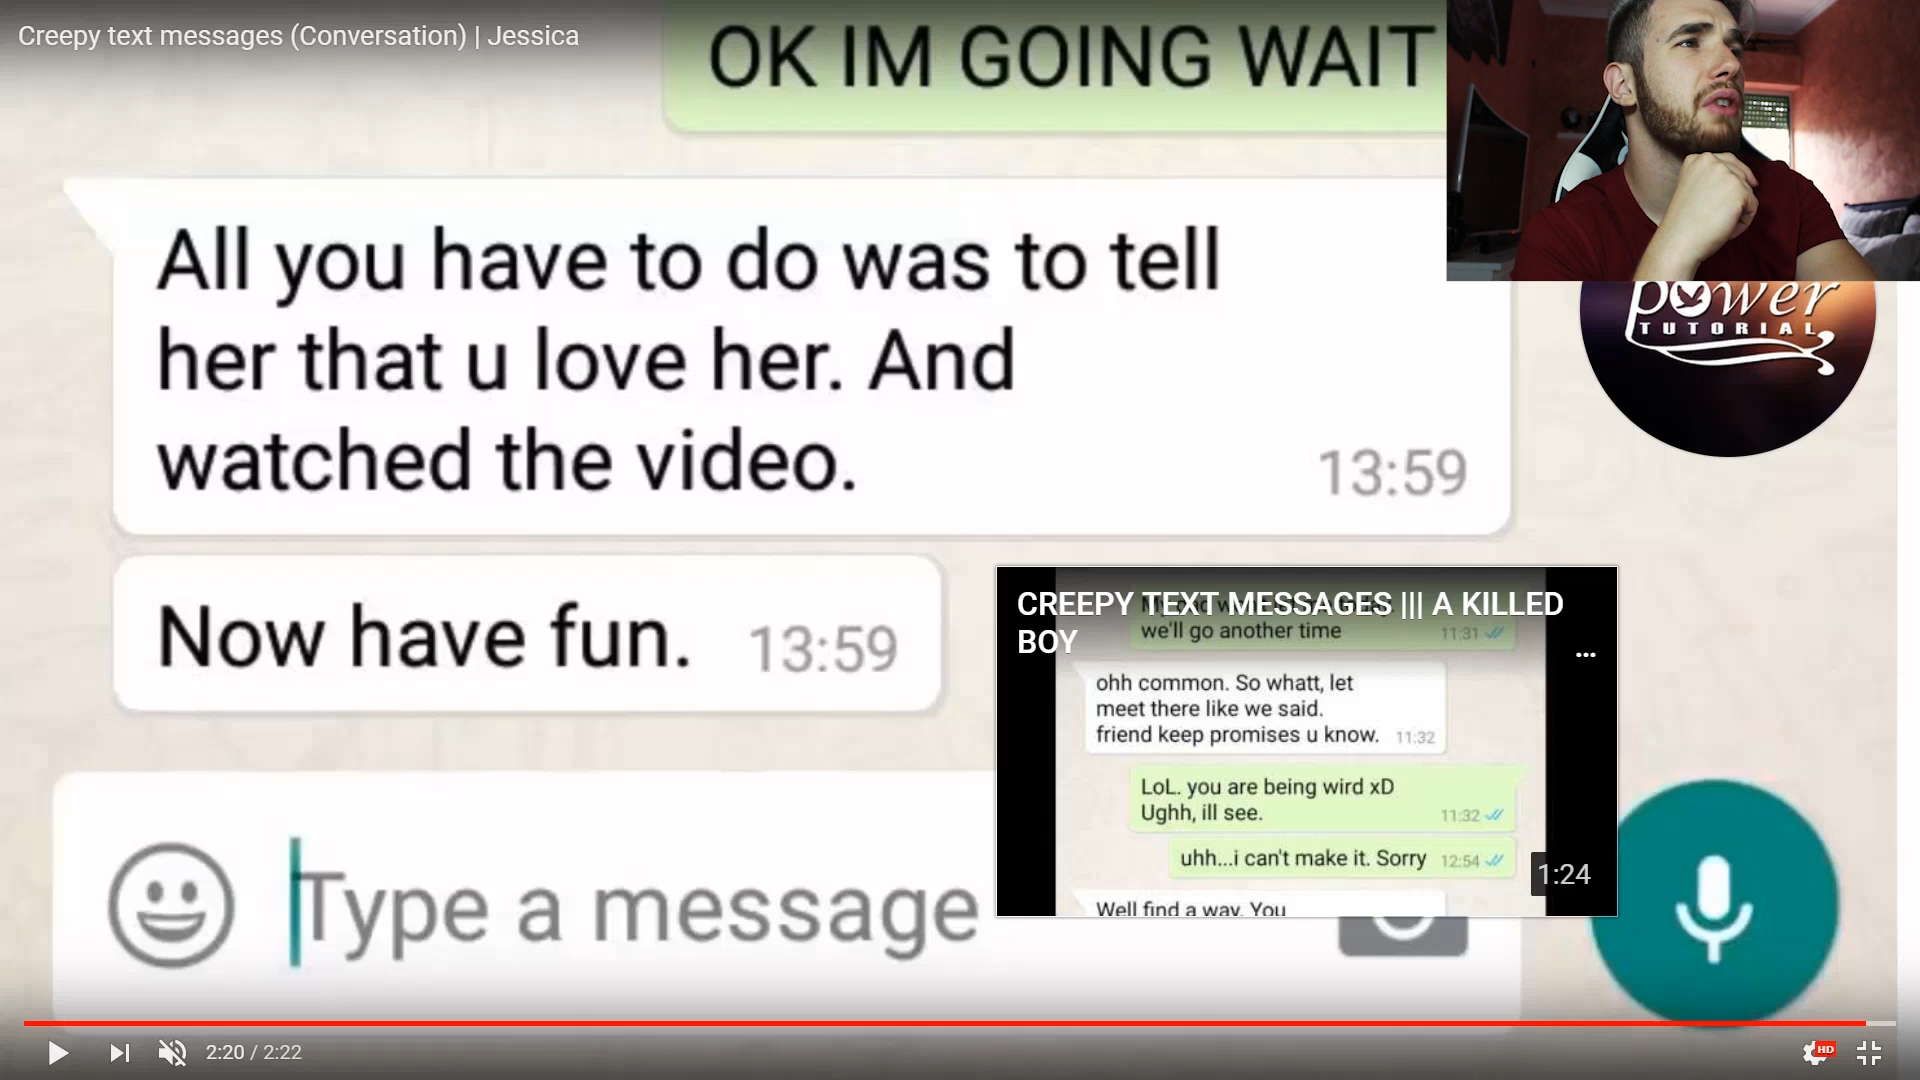 Creepy text messages (Conversation) | Jessica
OK IM GOING WAIT
All you have to do was to tell
her that u love her. And
watched the video.
13:59
Now have fun. 13:59
power
TUTORIAL
CREEPY TEXT MESSAGES ||| A KILLED
BOY
we'll go another time 11:31
...
ohh common. So whatt, let
meet there like we said.
friend keep promises u know. 11:32
LoL. you are being wird xD
Ughh, ill see. 11:32
uhh...i can't make it. Sorry 12:54
Well find a way. You
1:24
Type a message
2:20 / 2:22
HD